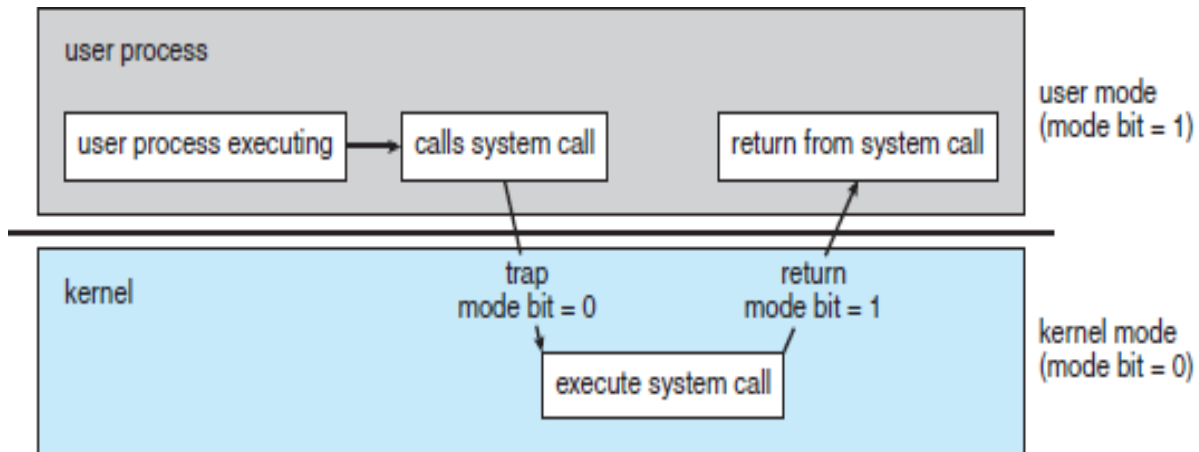 user process
user process executing
calls system call
return from system call
user mode
(mode bit = 1)
kernel
trap
mode bit = 0
return
mode bit = 1
kernel mode
(mode bit = 0)
execute system call